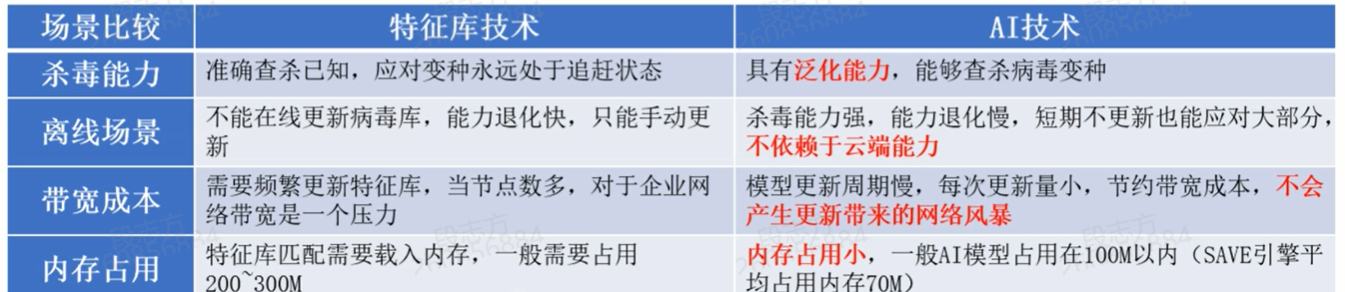 场景比较 特征库技术 AI技术
杀毒能力 准确查杀已知，应对变种永远处于追赶状态 具有泛化能力，能够查杀病毒变种
离线场景 不能在线更新病毒库，能力退化快，只能手动更
新
杀毒能力强，能力退化慢，短期不更新也能应对大部分，
不依赖于云端能力
带宽成本 需要频繁更新特征库，当节点数多，对于企业网
络带宽是一个压力
模型更新周期慢，每次更新量小，节约带宽成本，不会
产生更新带来的网络风暴
内存占用 特征库匹配需要载入内存，一般需要占用
200~300M
内存占用小，一般AI模型占用在100M以内（SAVE引擎平
均占用内存70M）